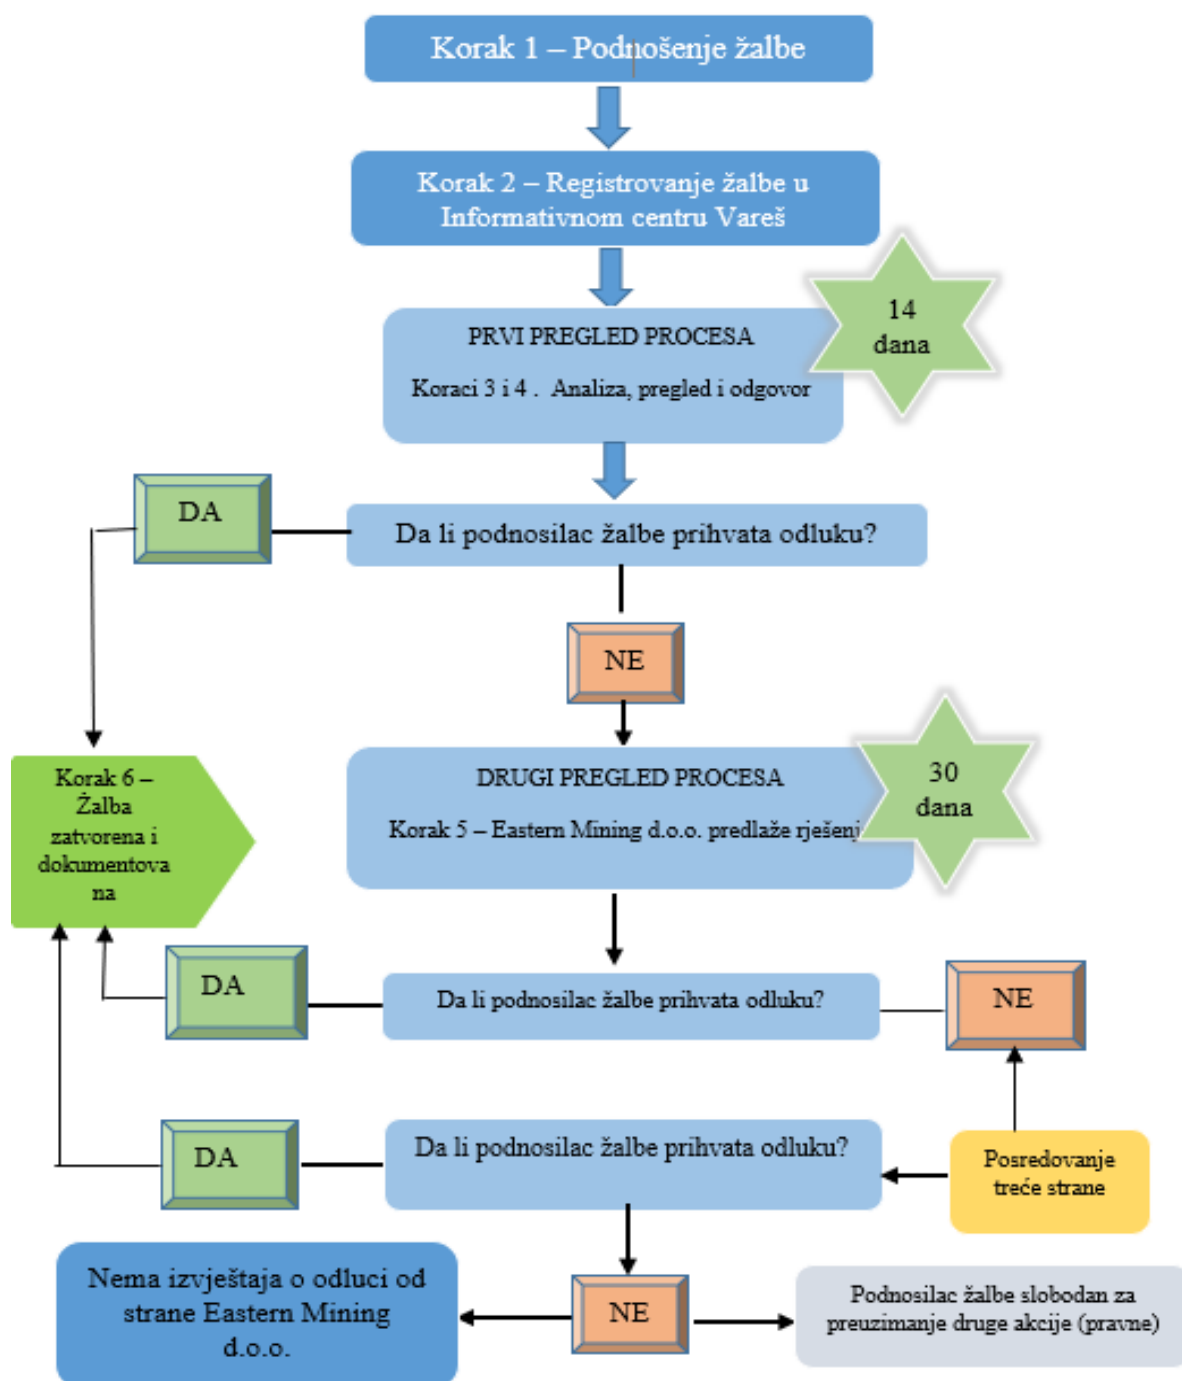 Korak 1 – Podnošenje žalbe
Korak 2 – Registrovanje žalbe u
Informativnom centru Vareš
14
dana
PRVI PREGLED PROCESA
Koraci 3 i 4 . Analiza, pregled i odgovor
DA
Da li podnosilac žalbe prihvata odluku?
NE
Korak 6 –
Žalba
zatvorena i
dokumentova
na
DRUGI PREGLED PROCESA
Korak 5 – Eastern Mining d.o.o. predlaže rješenj
30
dana
DA
Da li podnosilac žalbe prihvata odluku?
NE
DA
Da li podnosilac žalbe prihvata odluku?
Posredovanje
treće strane
Nema izvještaja o odluci od
strane Eastern Mining
d.o.o.
NE
Podnosilac žalbe slobodan za
preuzimanje druge akcije (pravne)